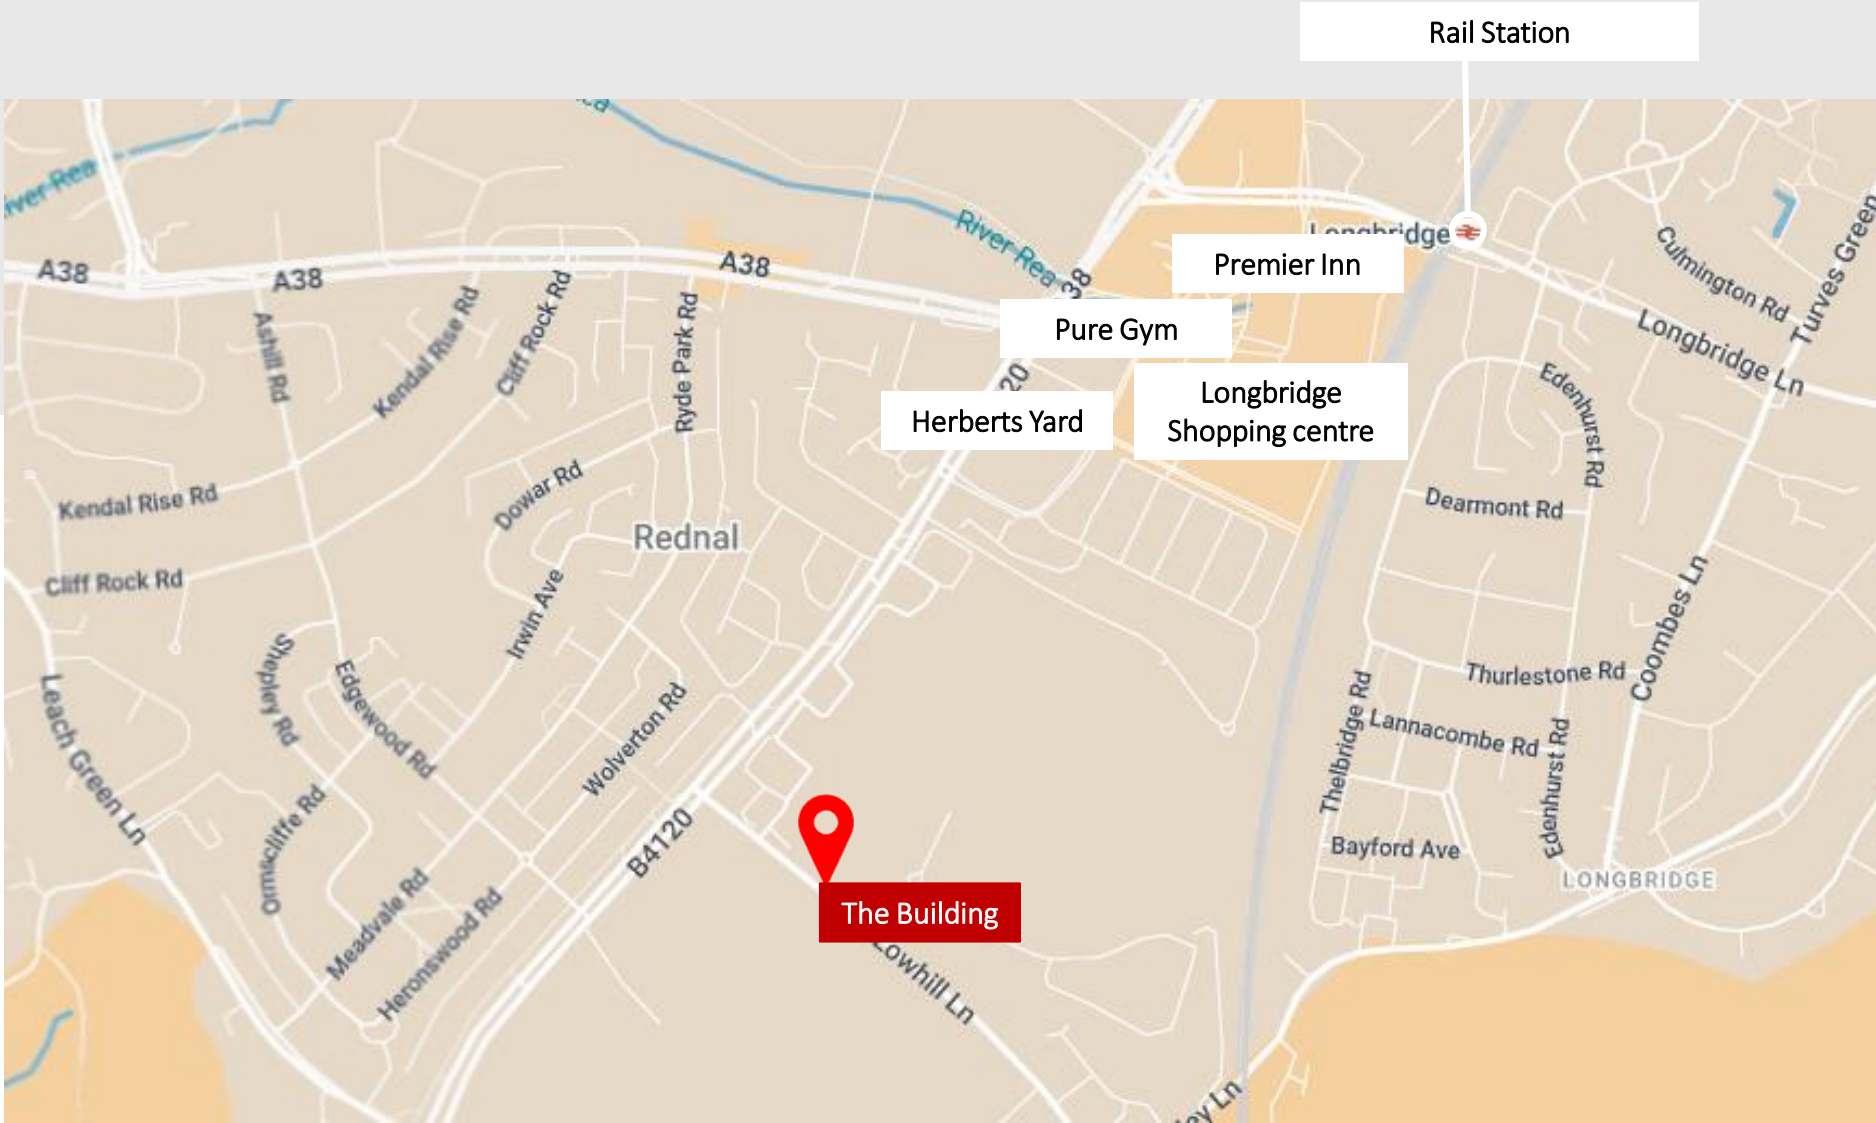 Rail Station
River Rea
Longbridge
A38
A38
A38
River Rea
38
Premier Inn
Pure Gym
Longbridge
Shopping centre
Herberts Yard
20
Culmington Rd
Turves Green
Longbridge Ln
Ashill Rd
Kendal Rise Rd
Cliff Rock Rd
Ryde Park Rd
Edenhurst Rd
Dearmont Rd
Kendal Rise Rd
Dowar Rd
Rednal
Cliff Rock Rd
Irwin Ave
Coombes Ln
Shepley Rd
Edgewood Rd
Leach Green Ln
Wolverton Rd
Thurlestone Rd
Thelbridge Rd
Lannacombe Rd
Edenhurst Rd
Ormscliffe Rd
B4120
Bayford Ave
LONGBRIDGE
Meadvale Rd
Heronswood Rd
The Building
Lowhill Ln
ey Ln